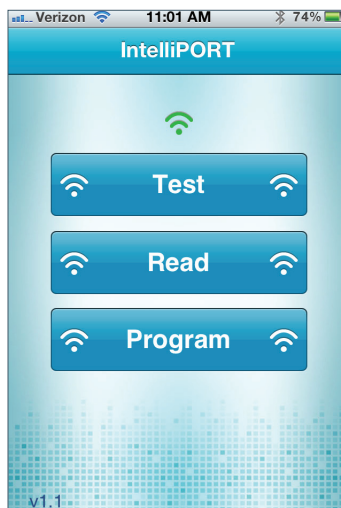 Verizon 11:01 AM 74%
IntelliPORT
Test
Read
Program
v1.1